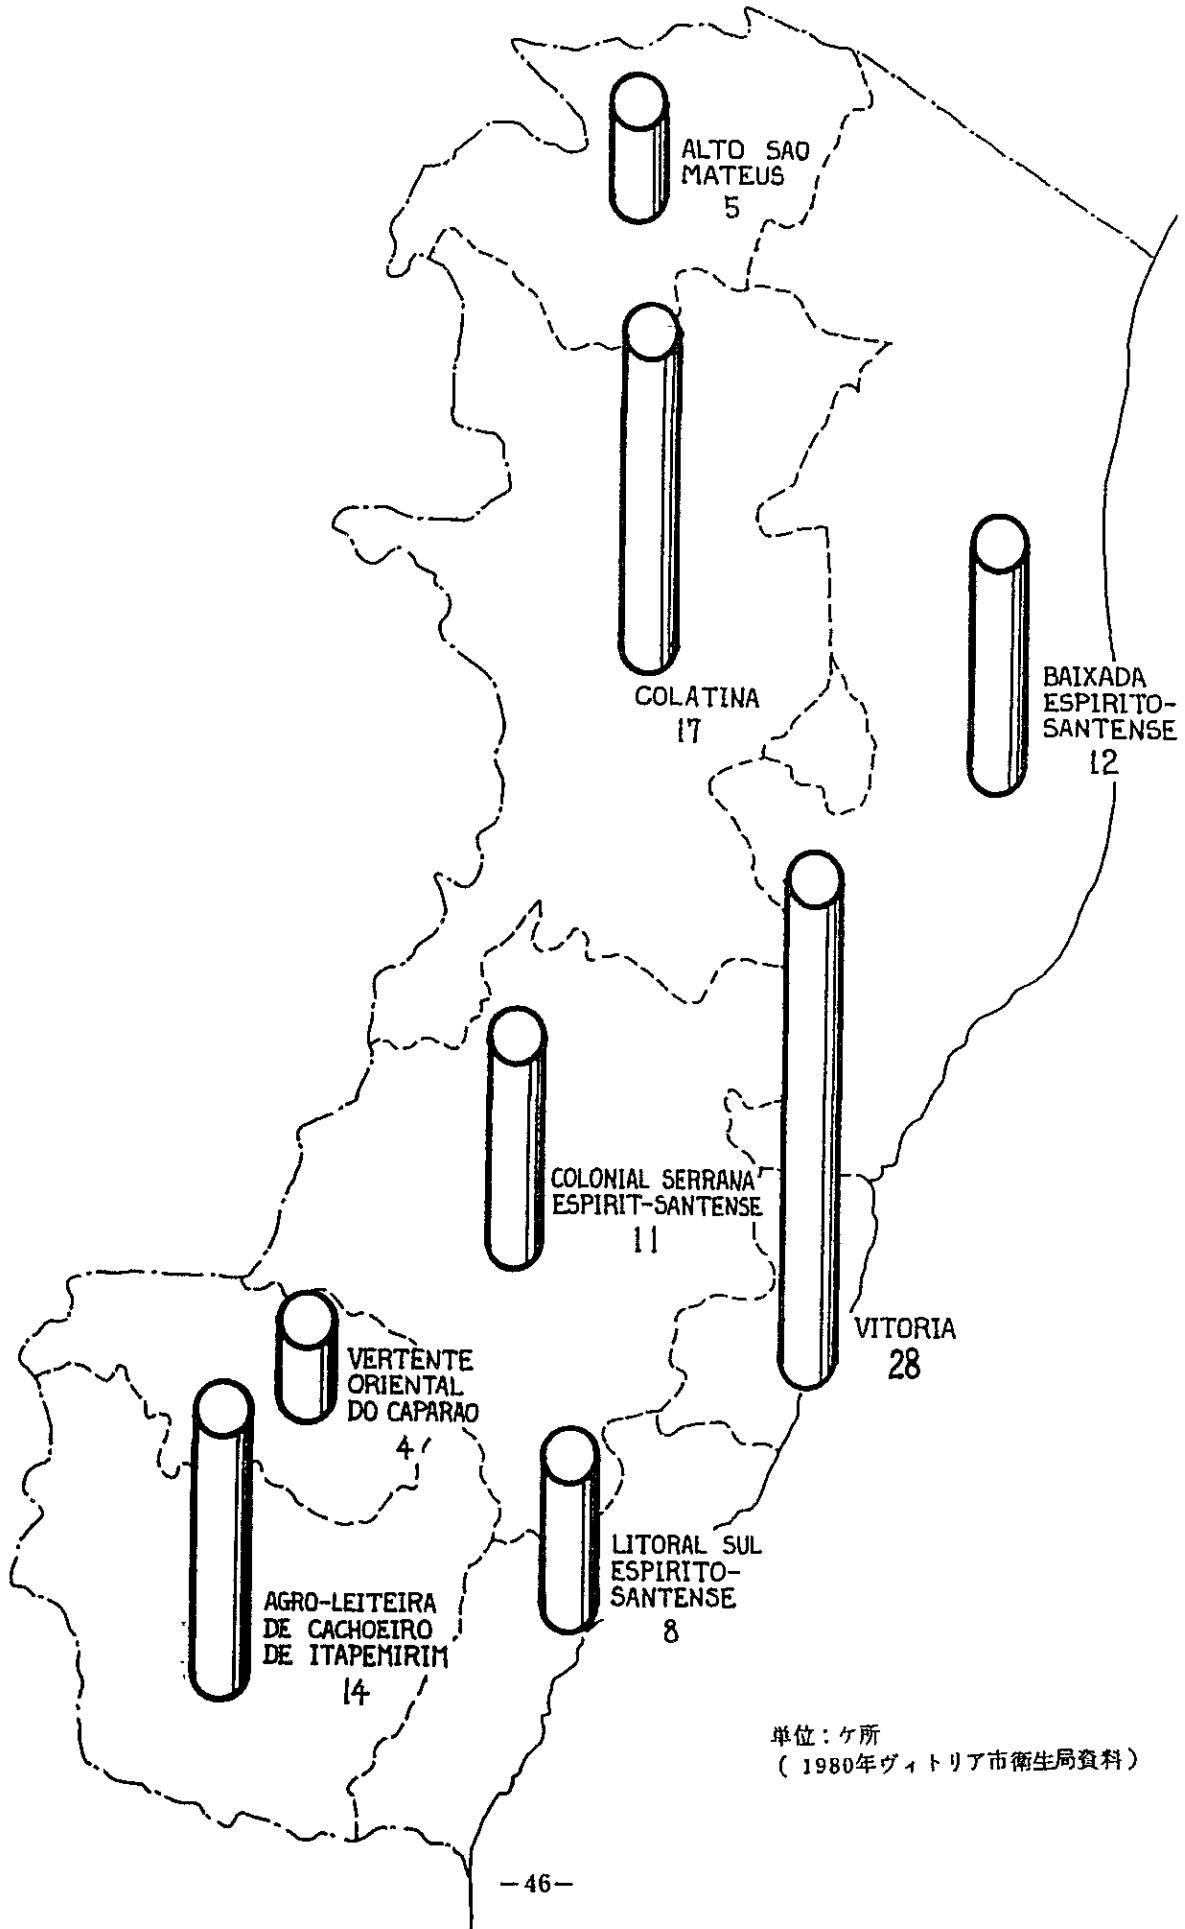 ALTO SAO
MATEUS
5
COLATINA
17
BAIXADA
ESPIRITO-
SANTENSE
12
COLONIAL SERRANA
ESPIRIT-SANTENSE
11
VITORIA
28
VERTENTE
ORIENTAL
DO CAPARAO
4
LITORAL SUL
ESPIRITO-
SANTENSE
8
AGRO-LEITEIRA
DE CACHOEIRO
DE ITAPEMIRIM
14
単位：ケ所
（1980年ヴィトリア市衛生局資料）
－46－